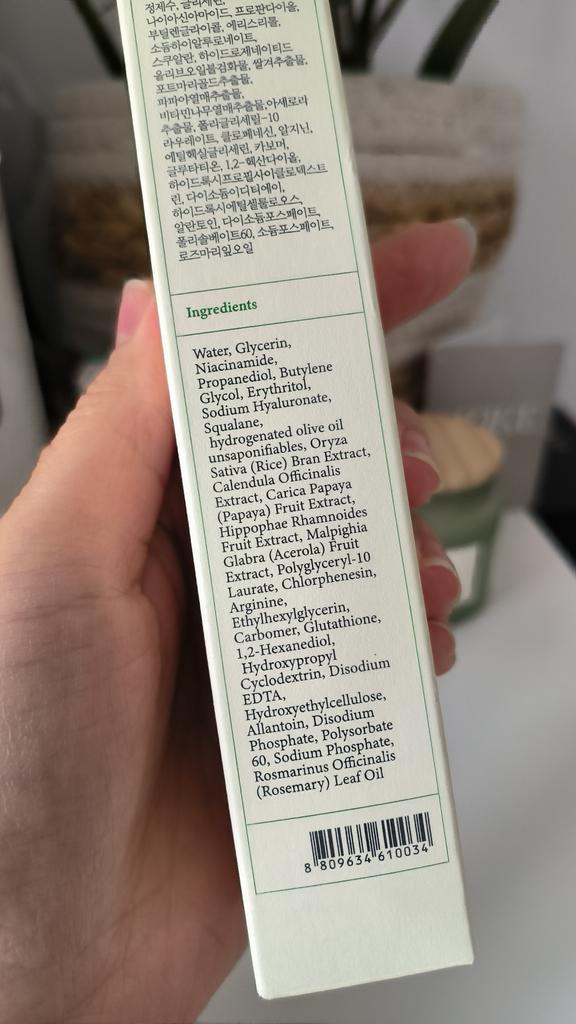 정제수, 글리세린,
나이아신아마이드, 프로판다이올,
부틸렌글라이콜, 에리스리톨,
소듐하이알루로네이트,
스쿠알란, 하이드로제네이티드
올리브오일불검화물, 쌀겨추출물,
포트마리골드추출물,
파파야열매추출물,
비타민나무열매추출물,아세로라
추출물, 폴리글리세릴-10
라우레이트, 클로페네신, 알지닌,
에틸헥실글리세린, 카보머,
글루타티온, 1,2-헥산다이올,
하이드록시프로필사이클로덱스트
린, 다이소듐이디티에이,
하이드록시에틸셀룰로오스,
알란토인, 다이소듐포스페이트,
폴리솔베이트60, 소듐포스페이트,
로즈마리잎오일
Ingredients
Water, Glycerin,
Niacinamide,
Propanediol, Butylene
Glycol, Erythritol,
Sodium Hyaluronate,
Squalane,
hydrogenated olive oil
unsaponifiables, Oryza
Sativa (Rice) Bran Extract,
Calendula Officinalis
Extract, Carica Papaya
(Papaya) Fruit Extract,
Hippophae Rhamnoides
Fruit Extract, Malpighia
Glabra (Acerola) Fruit
Extract, Polyglyceryl-10
Laurate, Chlorphenesin,
Arginine,
Ethylhexylglycerin,
Carbomer, Glutathione,
1,2-Hexanediol,
Hydroxypropyl
Cyclodextrin, Disodium
EDTA,
Hydroxyethylcellulose,
Allantoin, Disodium
Phosphate, Polysorbate
60, Sodium Phosphate,
Rosmarinus Officinalis
(Rosemary) Leaf Oil
8 809634 610034